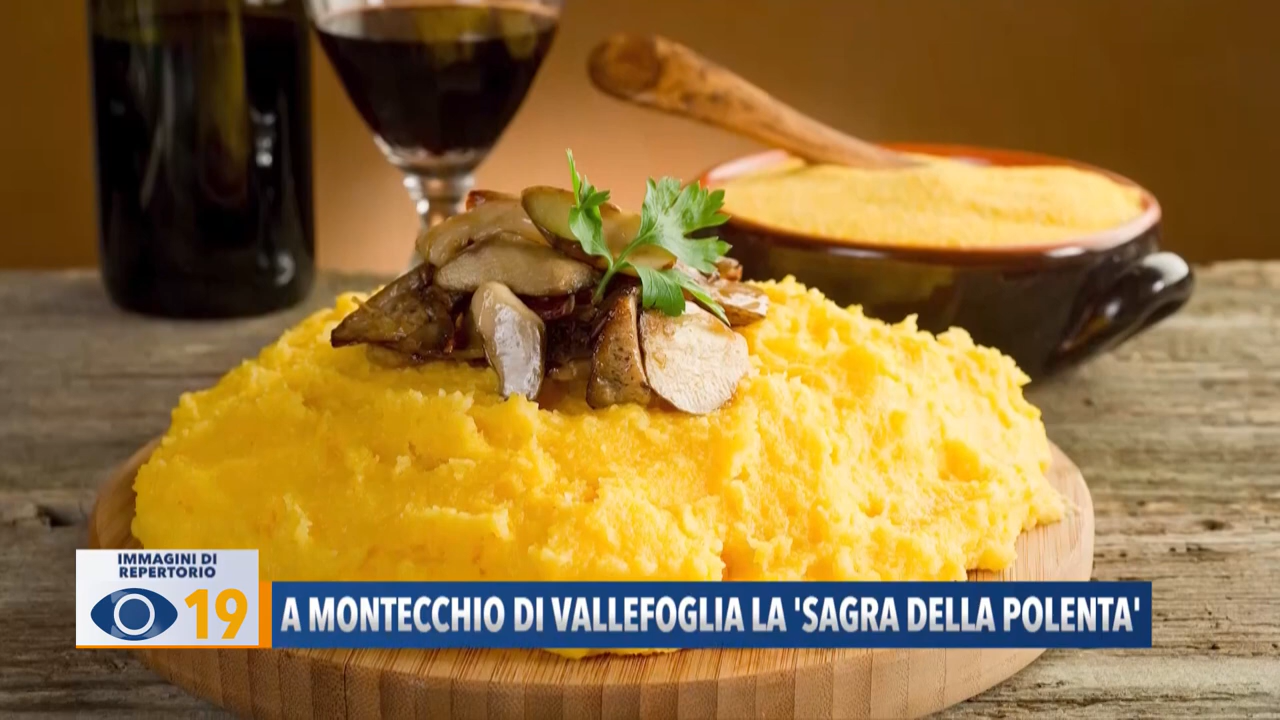 IMMAGINI DI
REPERTORIO
19
A MONTECCHIO DI VALLEFOGLIA LA 'SAGRA DELLA POLENTA'